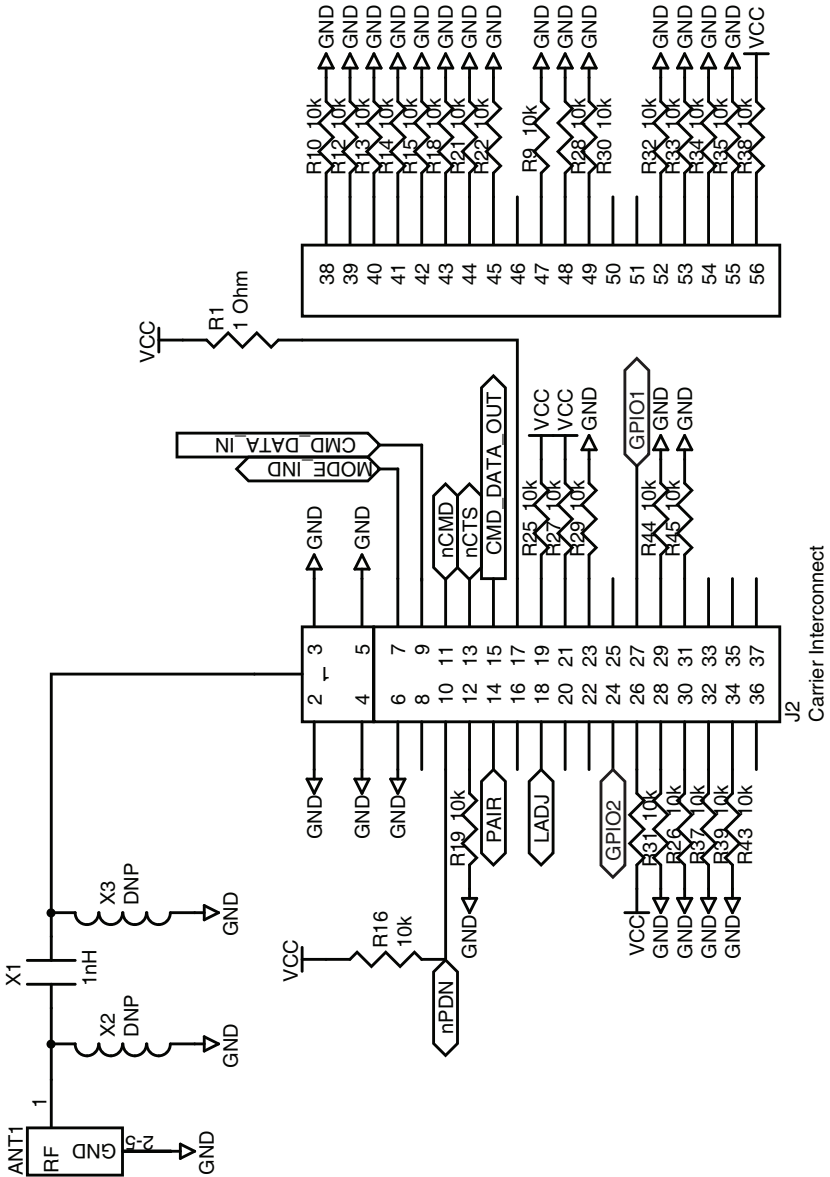 ANT1
RF
GND
1
2-5
GND
X2
DNP
GND
X1
1nH
X3
DNP
GND
VCC
R16
10k
nPDN
GND
R19 10k
PAIR
LADJ
GPIO2
VCC
R31 10k
GND
R26 10k
GND
R37 10k
GND
R39 10k
GND
R43 10k
GND
GND
GND
GND
GND
1
2 3
4 5
6 7
8 9
10 11
12 13
14 15
16 17
18 19
20 21
22 23
24 25
26 27
28 29
30 31
32 33
34 35
36 37
J2
Carrier Interconnect
MODE_IND
CMD_DATA_IN
nCMD
nCTS
CMD_DATA_OUT
R25 10k VCC
R27 10k VCC
R29 10k GND
GPIO1
R44 10k GND
R45 10k GND
VCC
R1
1 Ohm
38
39
40
41
42
43
44
45
46
47
48
49
50
51
52
53
54
55
56
R10 10k GND
R12 10k GND
R13 10k GND
R14 10k GND
R15 10k GND
R18 10k GND
R21 10k GND
R22 10k GND
R9 10k GND
R28 10k GND
R30 10k GND
R32 10k GND
R33 10k GND
R34 10k GND
R35 10k GND
R38 10k VCC